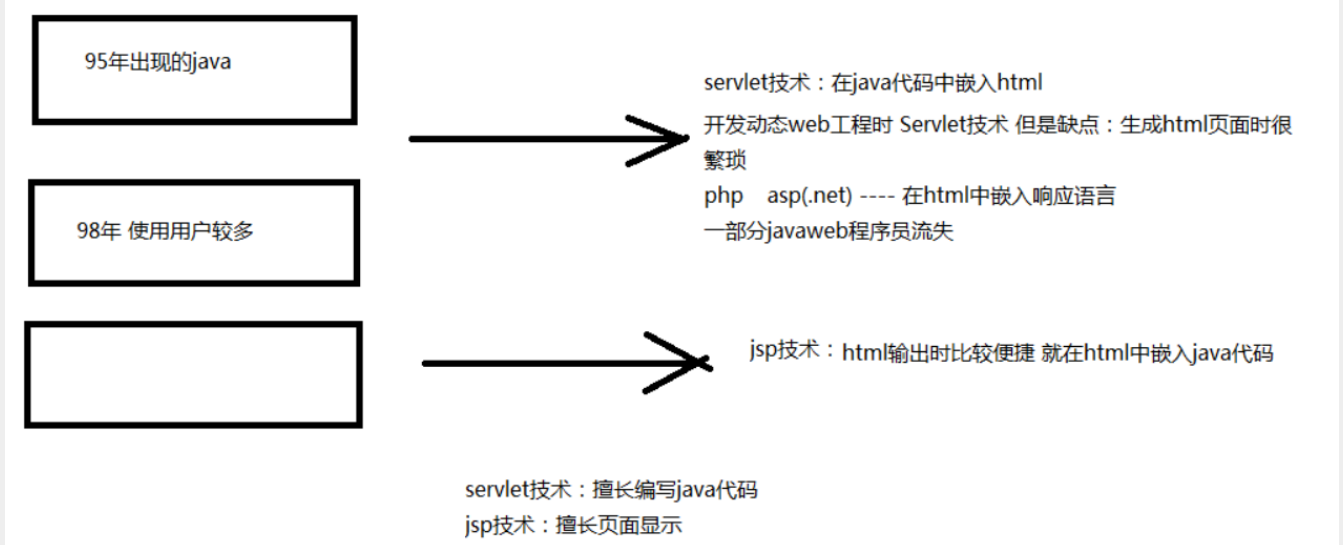 95年出现的java
servlet技术：在java代码中嵌入html
开发动态web工程时 Servlet技术 但是缺点：生成html页面时很
繁琐
php asp(.net) ---- 在html中嵌入响应语言
一部分javaweb程序员流失
98年 使用用户较多
jsp技术：html输出时比较便捷 就在html中嵌入java代码
servlet技术：擅长编写java代码
jsp技术：擅长页面显示